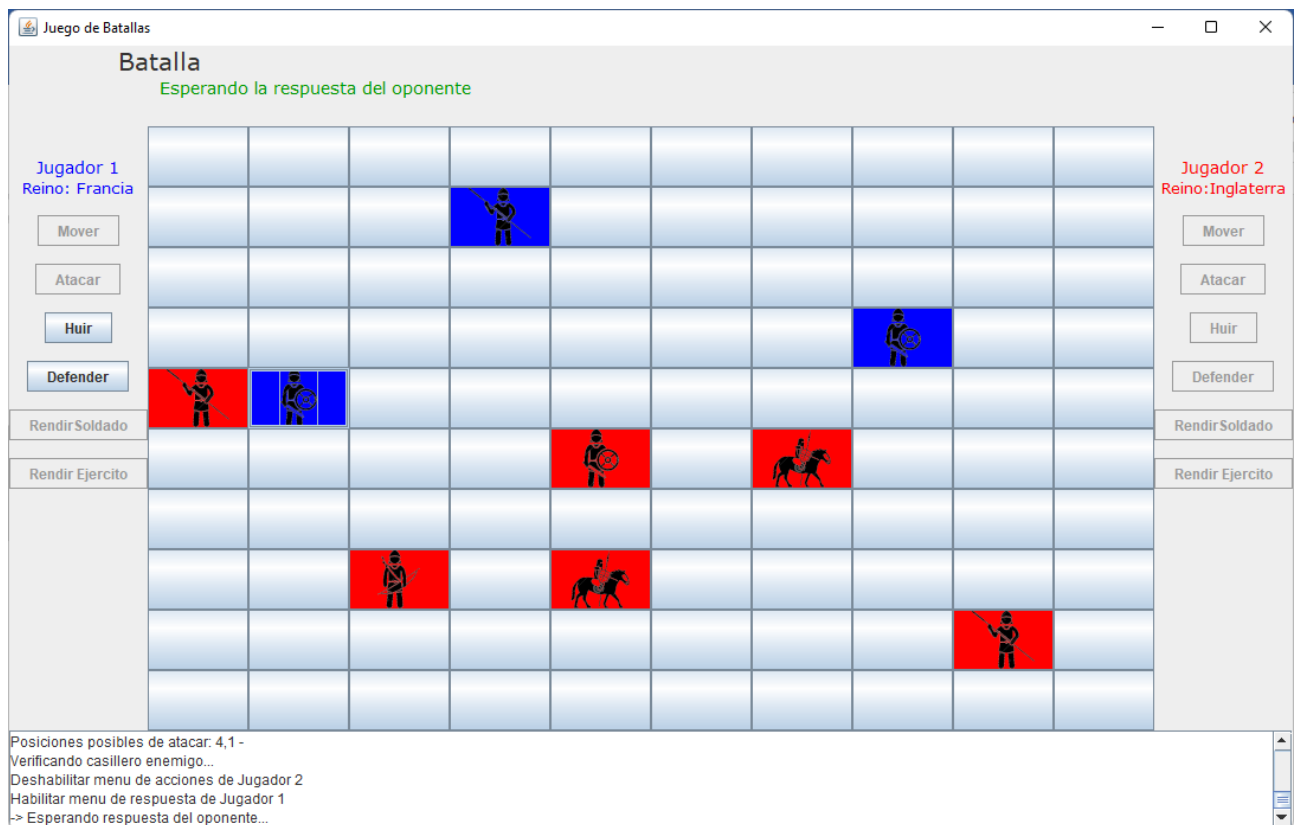 Juego de Batallas
Batalla
Esperando la respuesta del oponente
Jugador 1
Reino: Francia
Mover
Atacar
Huir
Defender
RendirSoldado
Rendir Ejercito
Jugador 2
Reino:Inglaterra
Mover
Atacar
Huir
Defender
RendirSoldado
Rendir Ejercito
Posiciones posibles de atacar: 4,1 -
Verificando casillero enemigo...
Deshabilitar menu de acciones de Jugador 2
Habilitar menu de respuesta de Jugador 1
-> Esperando respuesta del oponente...